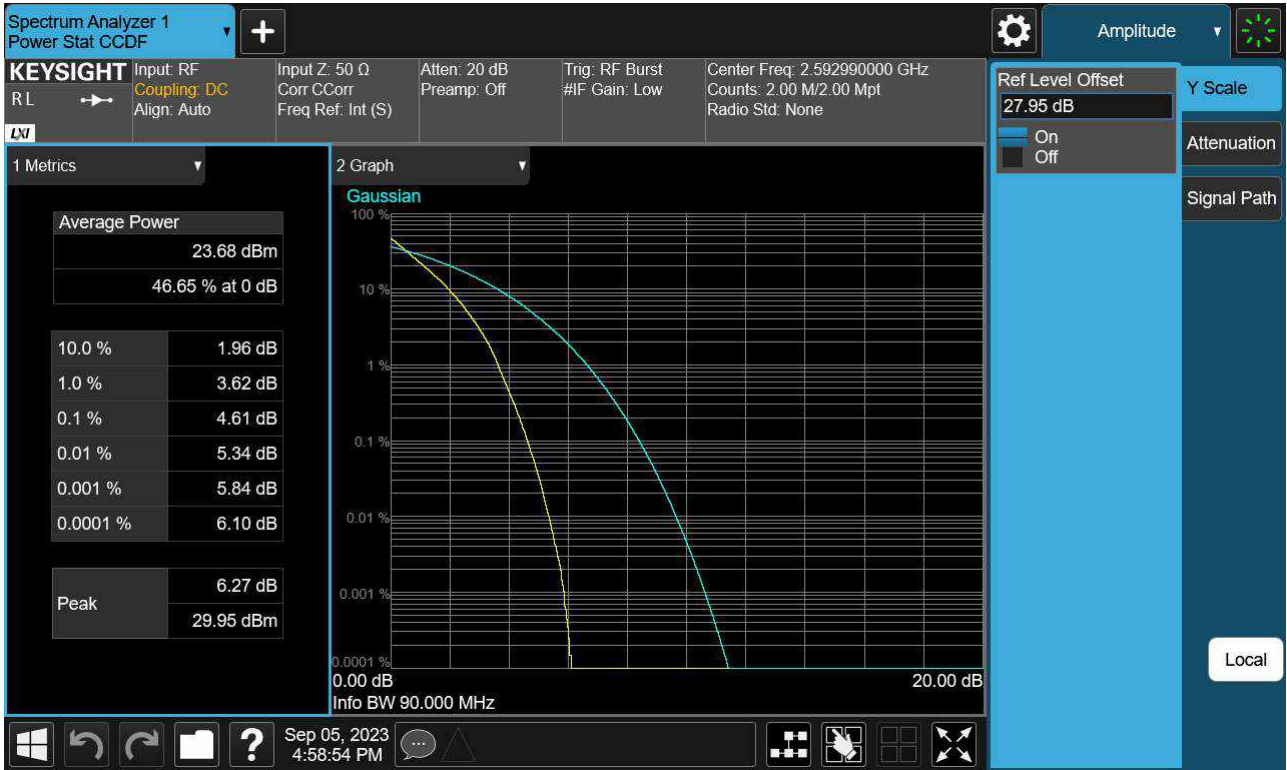 Spectrum Analyzer 1
Power Stat CCDF
+
Amplitude
KEYSIGHT
RL
LXI
Input: RF
Coupling: DC
Align: Auto
Input Z: 50 Ω
Corr CCorr
Freq Ref: Int (S)
Atten: 20 dB
Preamp: Off
Trig: RF Burst
#IF Gain: Low
Center Freq: 2.592990000 GHz
Counts: 2.00 M/2.00 Mpt
Radio Std: None
Ref Level Offset
27.95 dB
On
Off
Y Scale
Attenuation
Signal Path
Local
1 Metrics
Average Power
23.68 dBm
46.65 % at 0 dB
10.0 % 1.96 dB
1.0 % 3.62 dB
0.1 % 4.61 dB
0.01 % 5.34 dB
0.001 % 5.84 dB
0.0001 % 6.10 dB
Peak
6.27 dB
29.95 dBm
2 Graph
Gaussian
100 %
10 %
1 %
0.1 %
0.01 %
0.001 %
0.0001 %
0.00 dB 20.00 dB
Info BW 90.000 MHz
?
Sep 05, 2023
4:58:54 PM